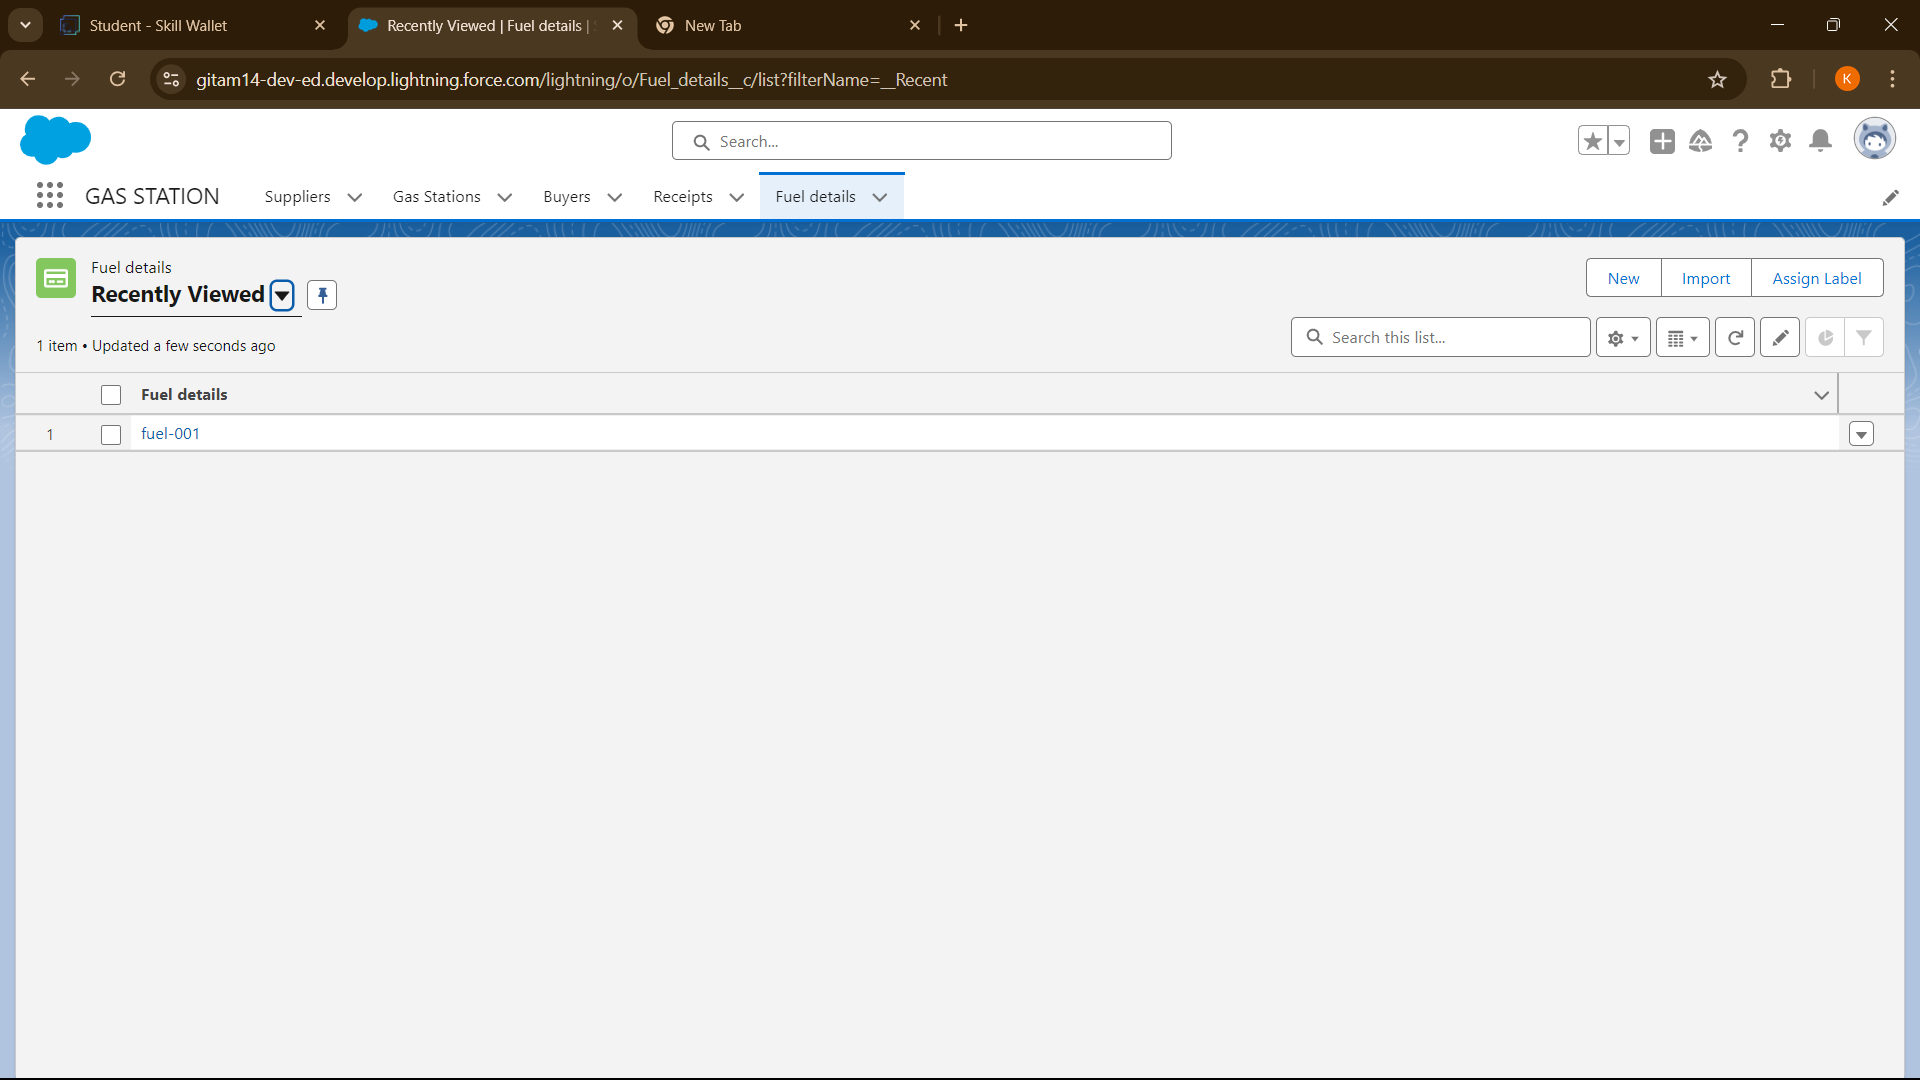 Student - Skill Wallet
Recently Viewed | Fuel details |
New Tab
gitam14-dev-ed.develop.lightning.force.com/lightning/o/Fuel_details__c/list?filterName=__Recent
K
Search...
GAS STATION
Suppliers
Gas Stations
Buyers
Receipts
Fuel details
Fuel details
Recently Viewed
New
Import
Assign Label
1 item • Updated a few seconds ago
Search this list...
Fuel details
1
fuel-001